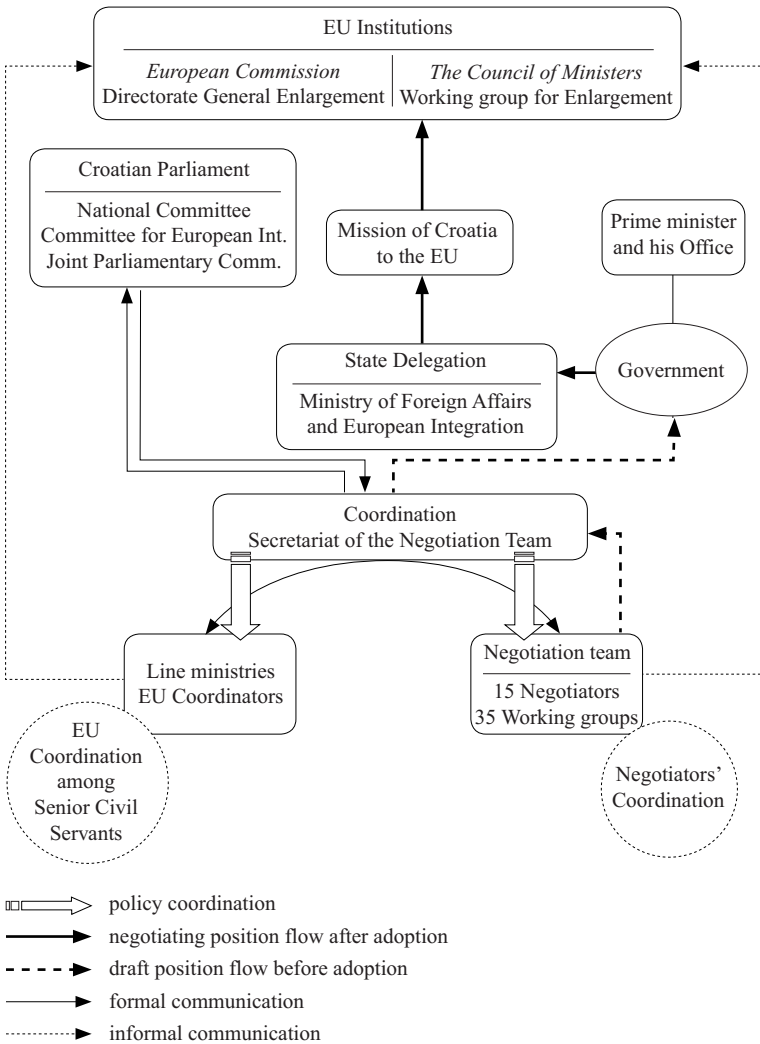 EU Institutions
European Commission
Directorate General Enlargement
The Council of Ministers
Working group for Enlargement
Croatian Parliament
National Committee
Committee for European Int.
Joint Parliamentary Comm.
Mission of Croatia
to the EU
Prime minister
and his Office
State Delegation
Ministry of Foreign Affairs
and European Integration
Government
Coordination
Secretariat of the Negotiation Team
Line ministries
EU Coordinators
Negotiation team
15 Negotiators
35 Working groups
EU
Coordination
among
Senior Civil
Servants
Negotiators’
Coordination
policy coordination
negotiating position flow after adoption
draft position flow before adoption
formal communication
informal communication